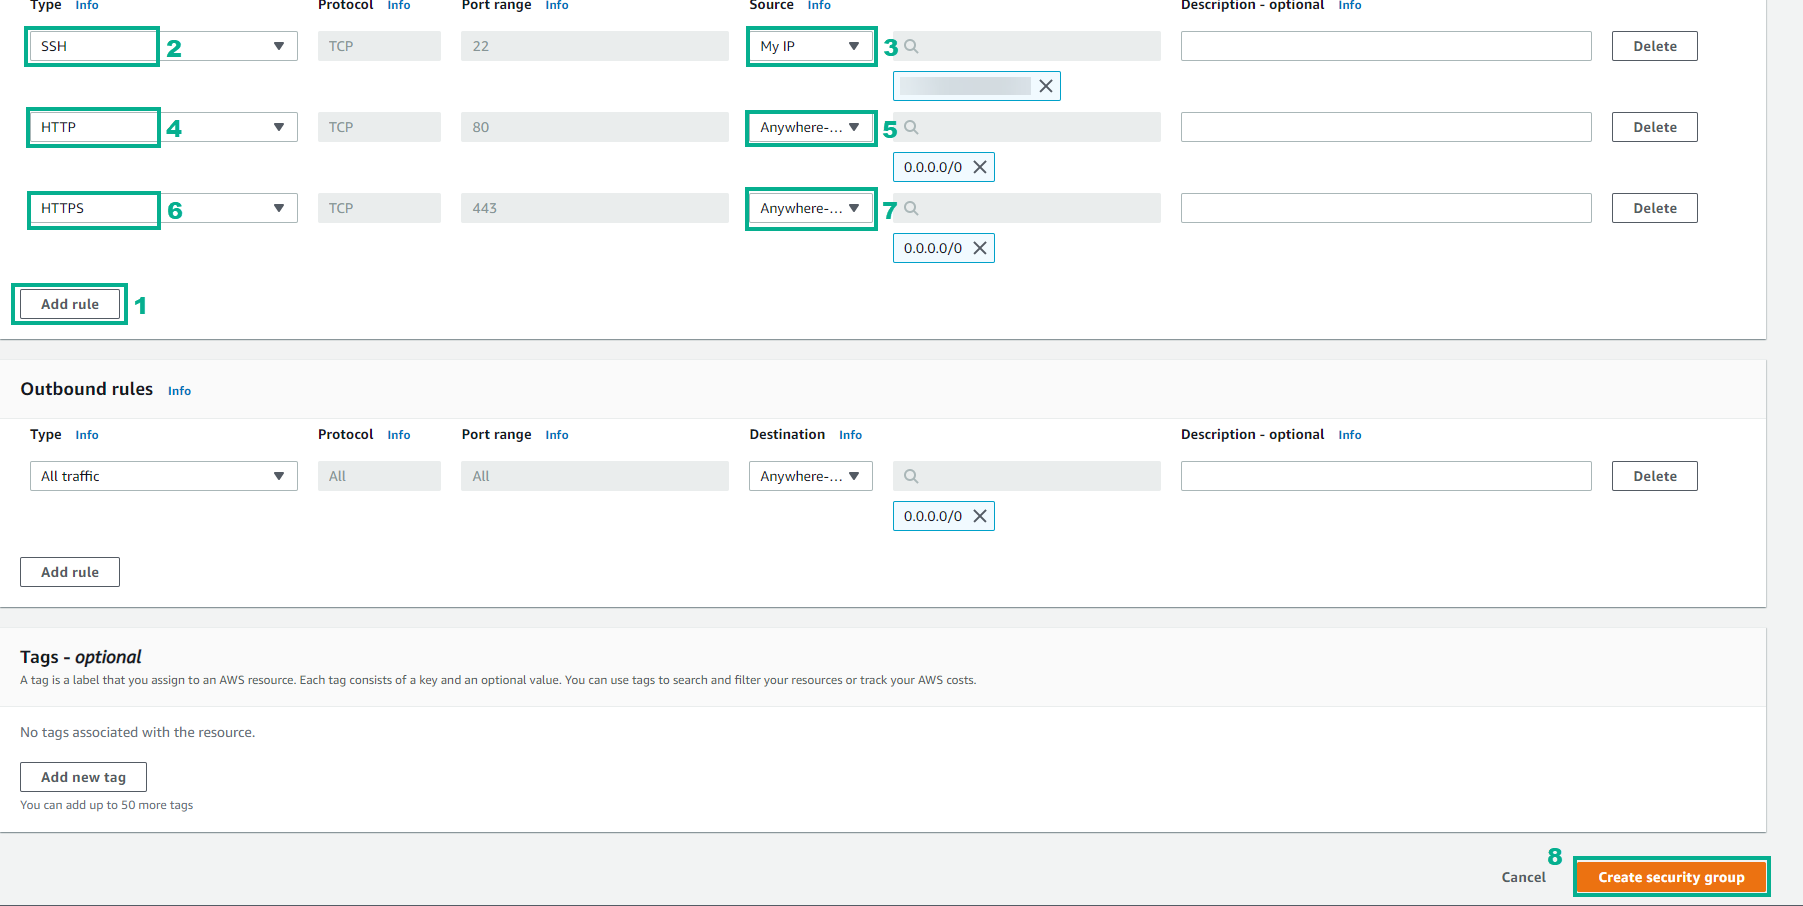 Type Info Protocol Info Port range Info Source Info Description - optional Info
SSH 2 TCP 22 My IP 3 Delete
HTTP 4 TCP 80 Anywhere-... 5 Delete
0.0.0.0/0
HTTPS 6 TCP 443 Anywhere-... 7 Delete
0.0.0.0/0
Add rule 1
Outbound rules Info
Type Info Protocol Info Port range Info Destination Info Description - optional Info
All traffic All All Anywhere-... Delete
0.0.0.0/0
Add rule
Tags - optional
A tag is a label that you assign to an AWS resource. Each tag consists of a key and an optional value. You can use tags to search and filter your resources or track your AWS costs.
No tags associated with the resource.
Add new tag
You can add up to 50 more tags
8
Cancel Create security group